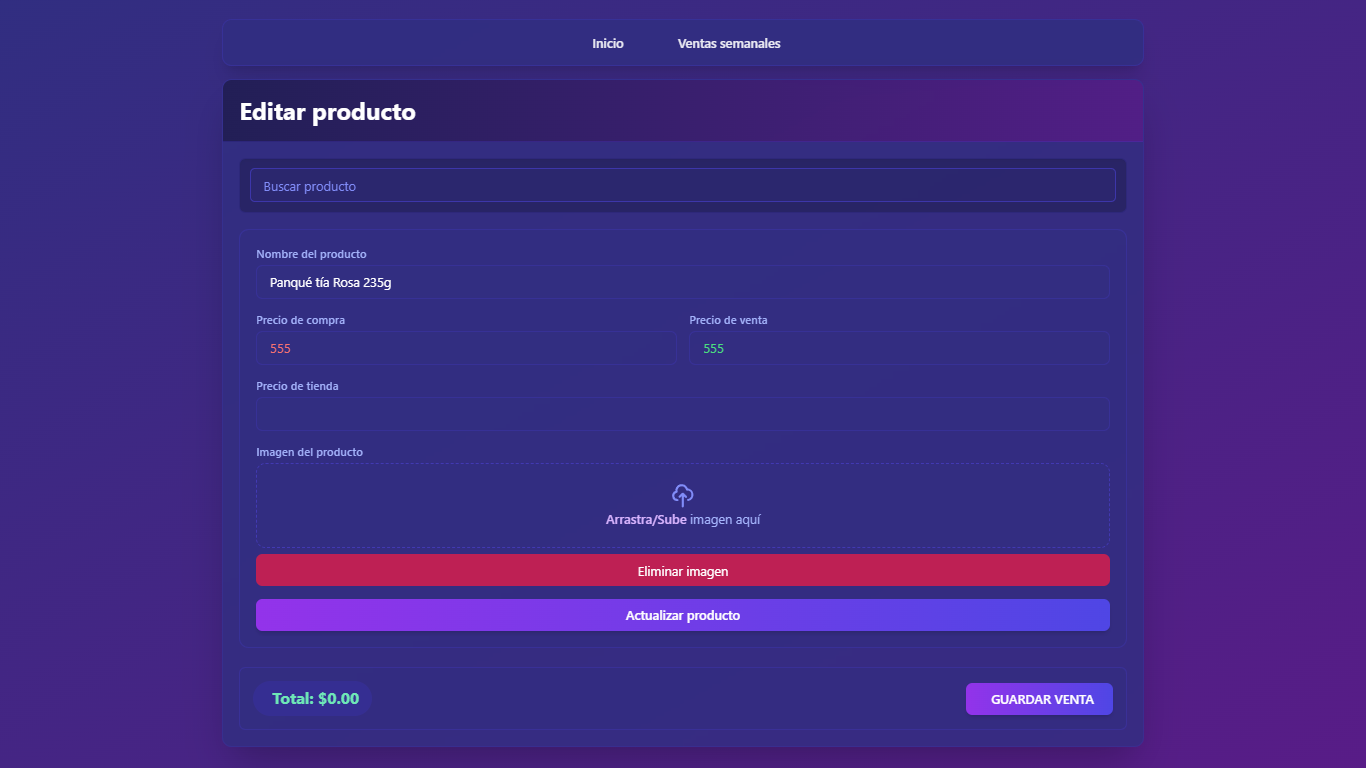 Inicio Ventas semanales
Editar producto
Buscar producto
Nombre del producto
Panqué tía Rosa 235g
Precio de compra Precio de venta
555 555
Precio de tienda
Imagen del producto
Arrastra/Sube imagen aquí
Eliminar imagen
Actualizar producto
Total: $0.00 GUARDAR VENTA